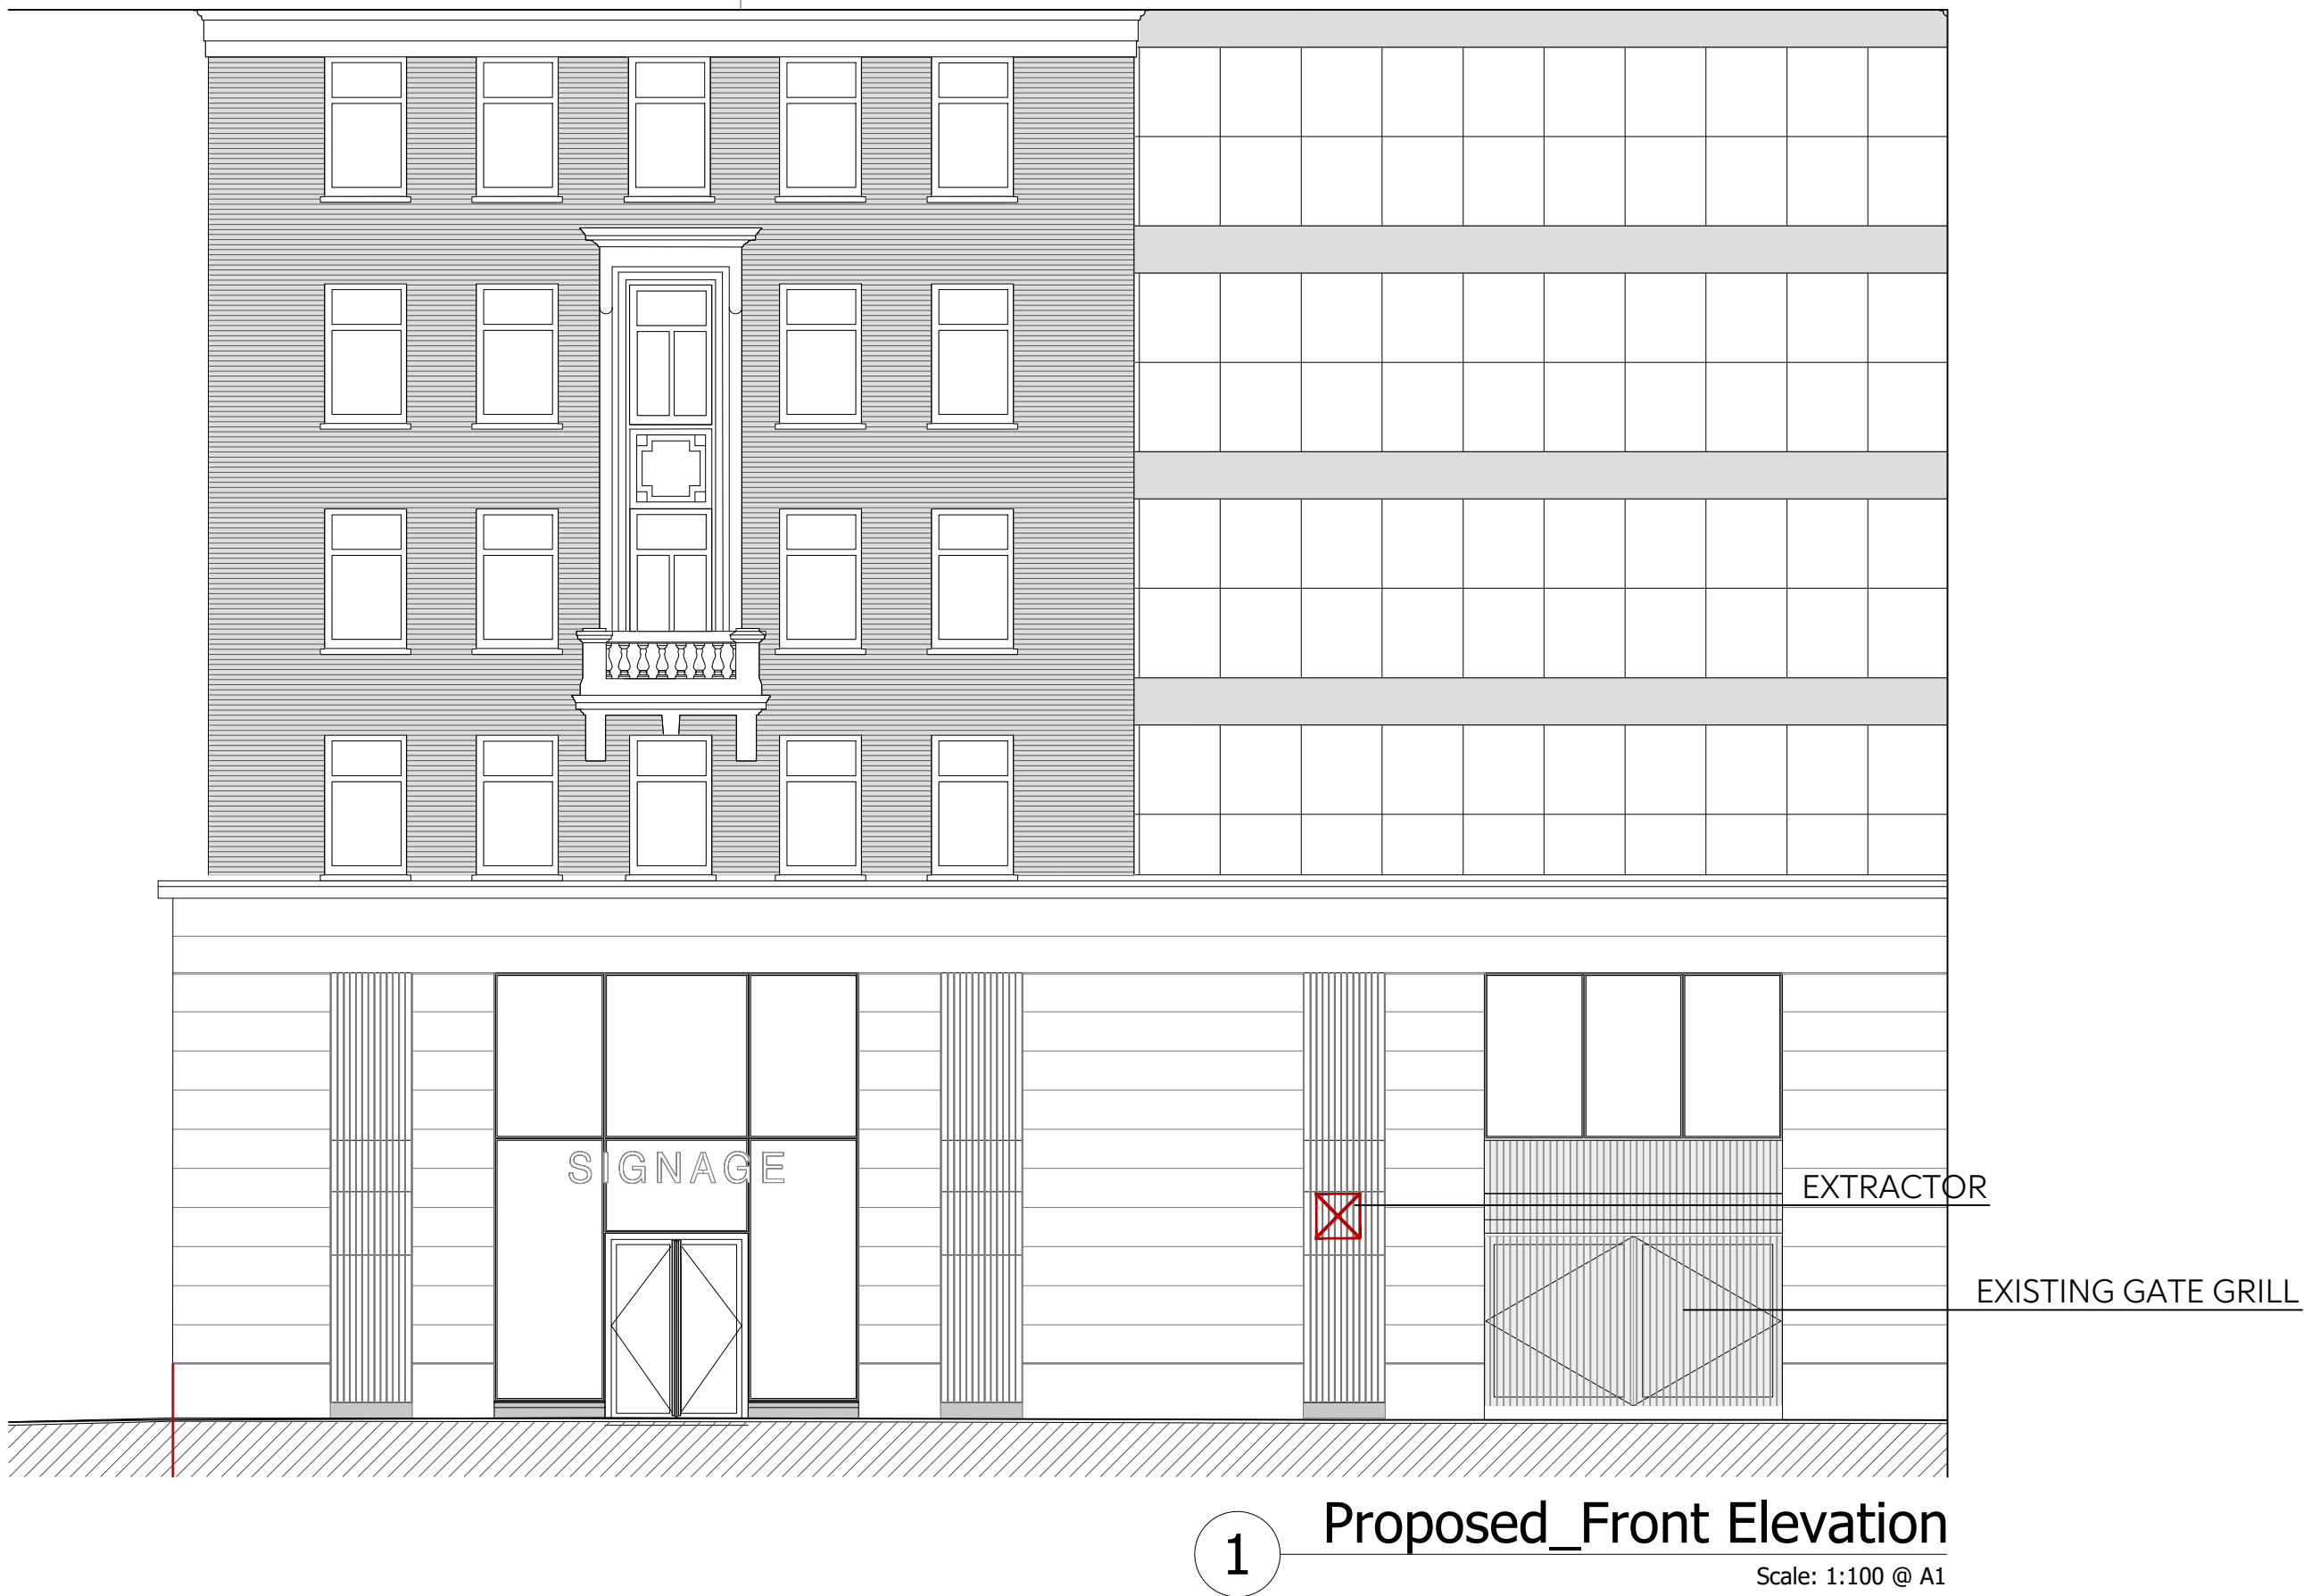 SIGNAGE
EXTRACTOR
EXISTING GATE GRILL
1
Proposed_Front Elevation
Scale: 1:100 @ A1